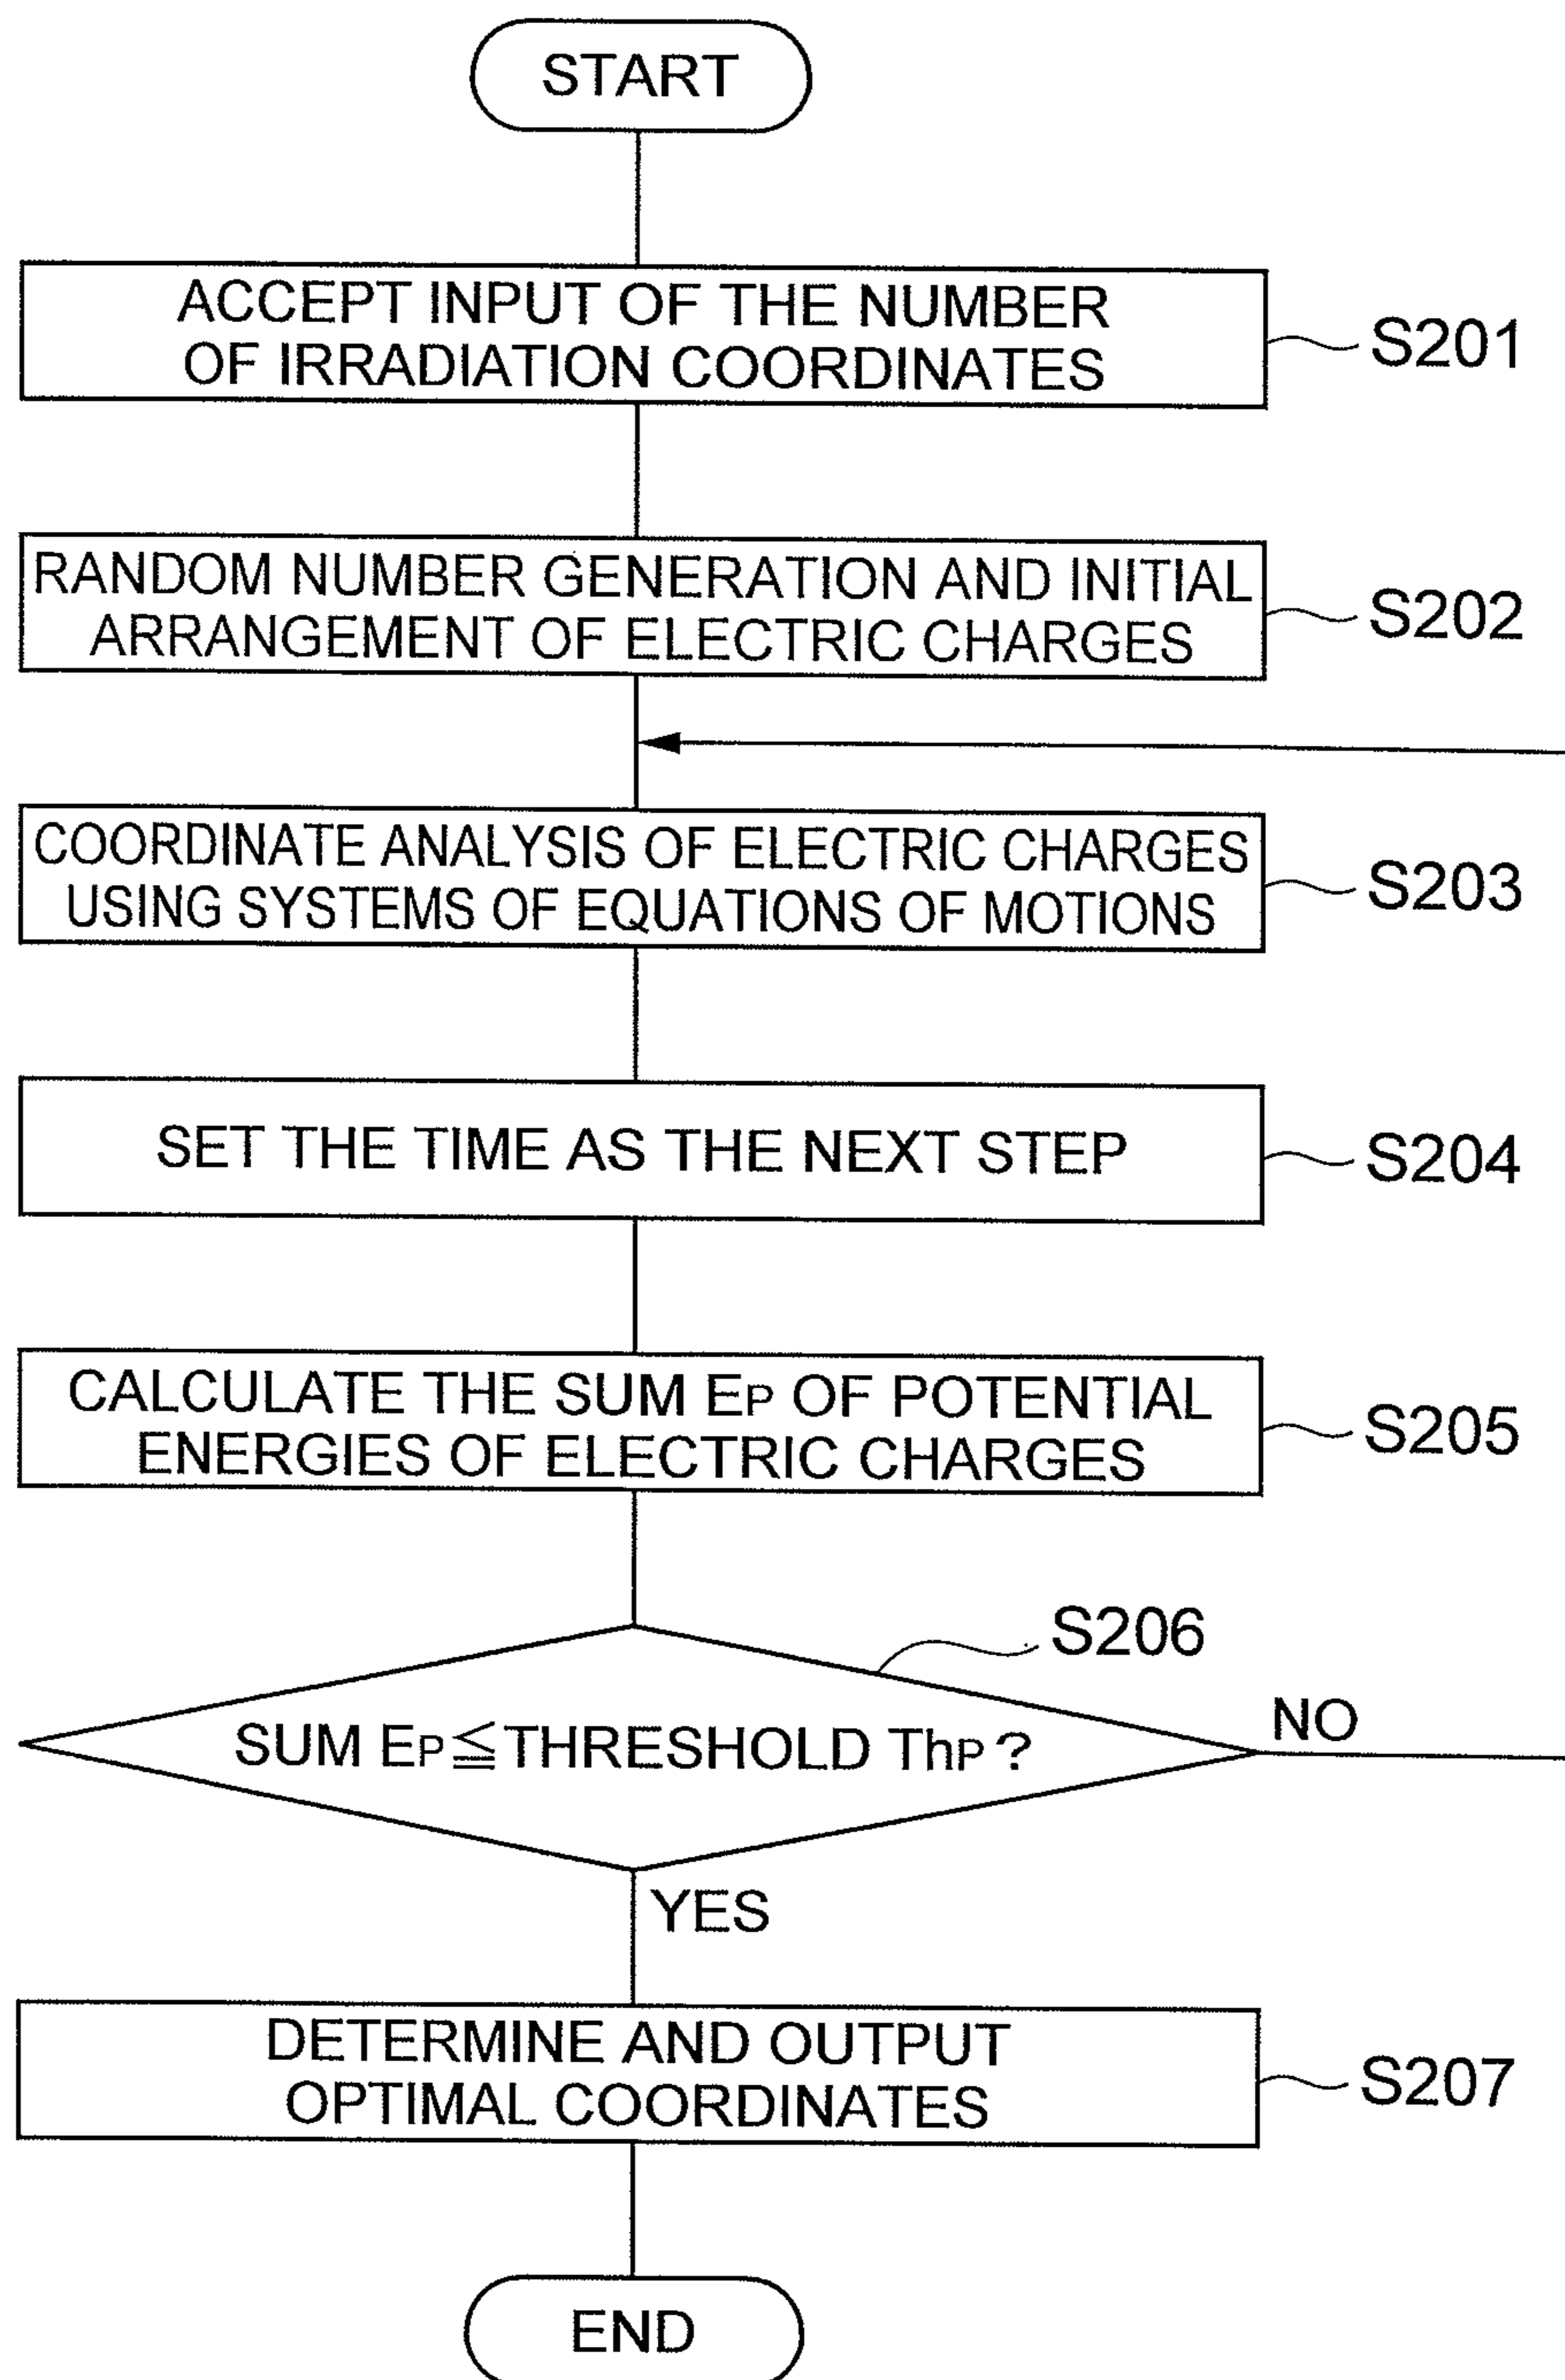 START
ACCEPT INPUT OF THE NUMBER
OF IRRADIATION COORDINATES
S201
RANDOM NUMBER GENERATION AND INITIAL
ARRANGEMENT OF ELECTRIC CHARGES
S202
COORDINATE ANALYSIS OF ELECTRIC CHARGES
USING SYSTEMS OF EQUATIONS OF MOTIONS
S203
SET THE TIME AS THE NEXT STEP
S204
CALCULATE THE SUM EP OF POTENTIAL
ENERGIES OF ELECTRIC CHARGES
S205
S206
SUM EP≦THRESHOLD ThP ?
NO
YES
DETERMINE AND OUTPUT
OPTIMAL COORDINATES
S207
END